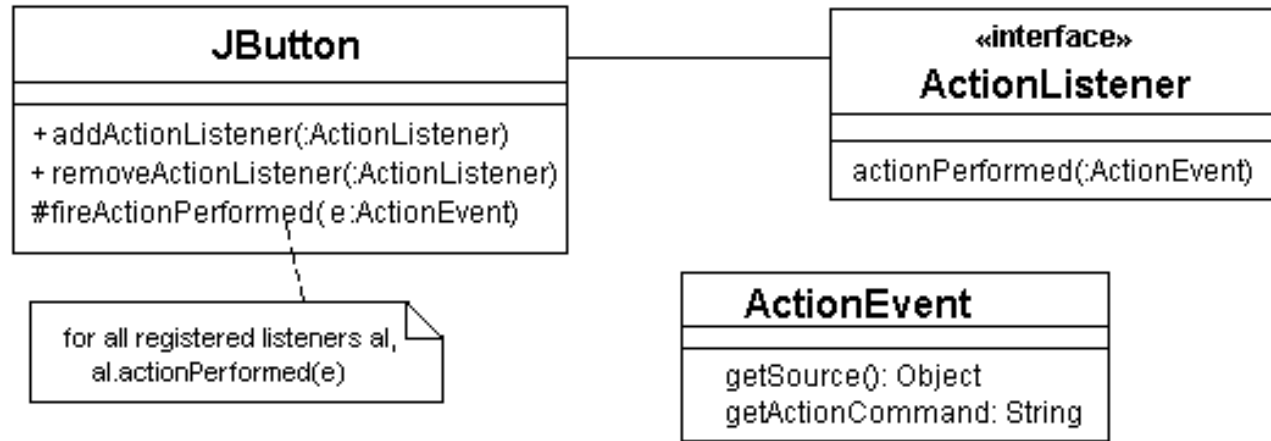 JButton
+ addActionListener(:ActionListener)
+ removeActionListener(:ActionListener)
#fireActionPerformed( e:ActionEvent)
for all registered listeners al,
al.actionPerformed(e)
«interface»
ActionListener
actionPerformed(:ActionEvent)
ActionEvent
getSource(): Object
getActionCommand: String